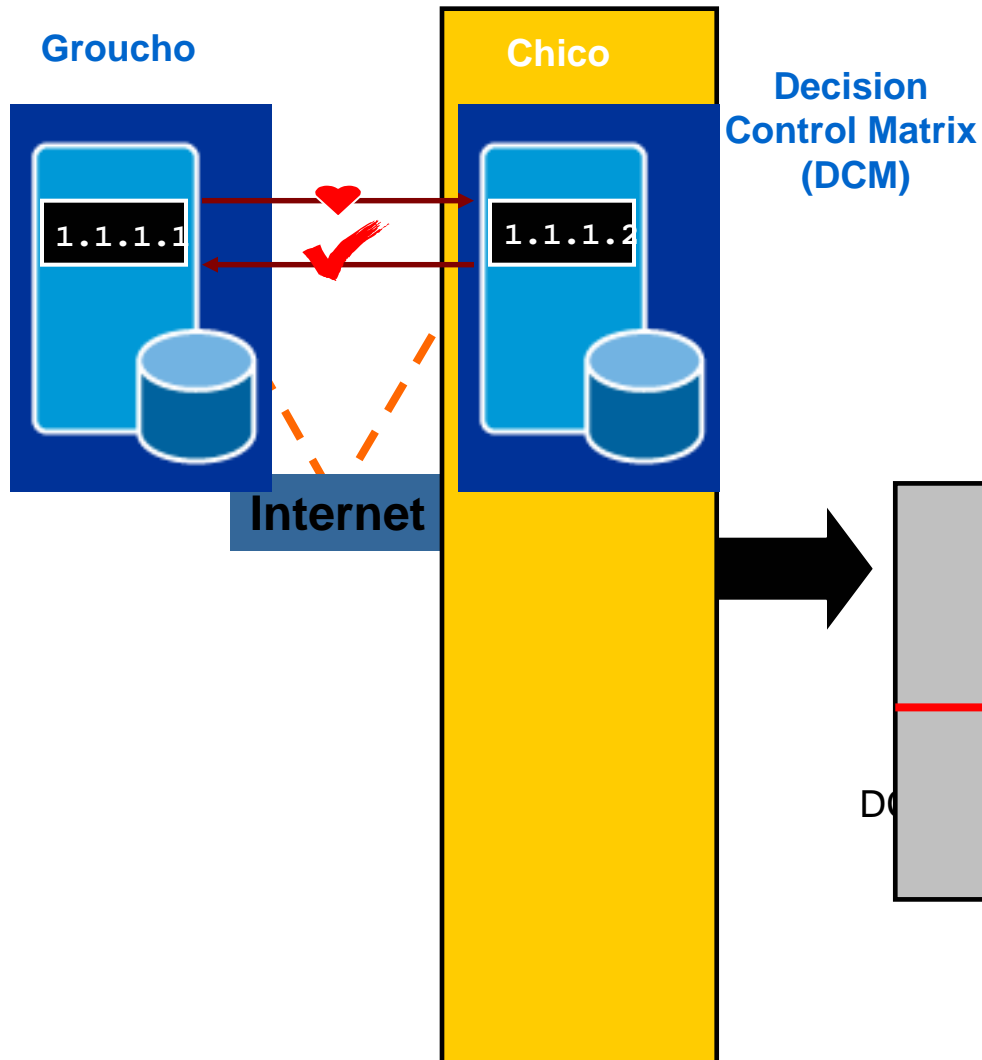 Groucho
Chico
Decision
Control Matrix
(DCM)
1.1.1.1
1.1.1.2
Internet